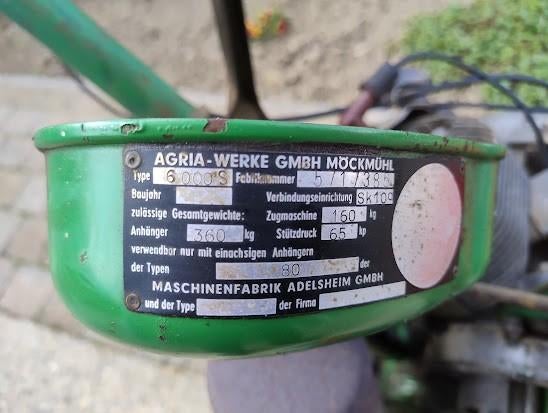 AGRIA-WERKE GMBH MÖCKMÜHL
Type 6000 S Fabriknummer
Baujahr Verbindungseinrichtung Sk109
zulässige Gesamtgewichte: Zugmaschine 160 kg
Anhänger 360 kg Stützdruck 65 kp
verwendbar nur mit einachsigen Anhängern
der Typen 80 der
MASCHINENFABRIK ADELSHEIM GMBH
und der Type der Firma